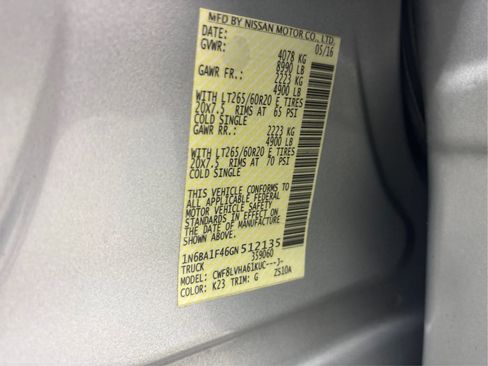 MFD BY NISSAN MOTOR CO., LTD.
DATE: 05/16
GVWR: 4078 KG
8990 LB
GAWR FR.: 2223 KG
4900 LB
WITH LT265/60R20 E TIRES
20X7.5 RIMS AT 65 PSI
COLD SINGLE
GAWR RR.: 2223 KG
4900 LB
WITH LT265/60R20 E TIRES
20X7.5 RIMS AT 70 PSI
COLD SINGLE
THIS VEHICLE CONFORMS TO
ALL APPLICABLE FEDERAL
MOTOR VEHICLE SAFETY
STANDARDS IN EFFECT ON
THE DATE OF MANUFACTURE
SHOWN ABOVE.
1N6BA1F46GN512135
TRUCK 359060
MODEL: CWF8LVHA61KUC---J-
COLOR: K23 TRIM: G ZS10A